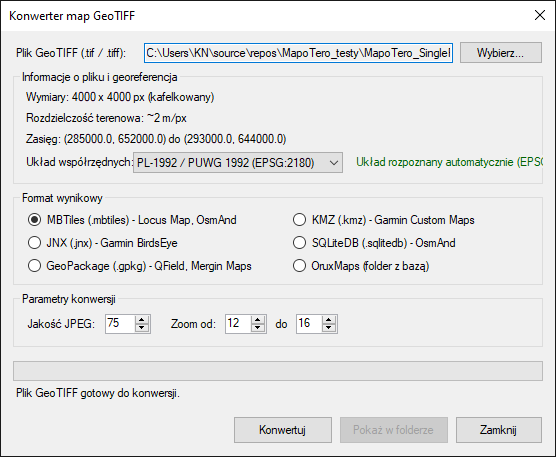 Konwerter map GeoTIFF
Plik GeoTIFF (.tif / .tiff): C:\Users\KN\source\repos\MapoTero_testy\MapoTero_Single Wybierz...
Informacje o pliku i georeferencja
Wymiary: 4000 x 4000 px (kafelkowany)
Rozdzielczość terenowa: ~2 m/px
Zasięg: (285000.0, 652000.0) do (293000.0, 644000.0)
Układ współrzędnych: PL-1992 / PUWG 1992 (EPSG:2180) Układ rozpoznany automatycznie (EPS
Format wynikowy
MBTiles (.mbtiles) - Locus Map, OsmAnd KMZ (.kmz) - Garmin Custom Maps
JNX (.jnx) - Garmin BirdsEye SQLiteDB (.sqlitedb) - OsmAnd
GeoPackage (.gpkg) - QField, Mergin Maps OruxMaps (folder z bazą)
Parametry konwersji
Jakość JPEG: 75 Zoom od: 12 do 16
Plik GeoTIFF gotowy do konwersji.
Konwertuj Pokaż w folderze Zamknij